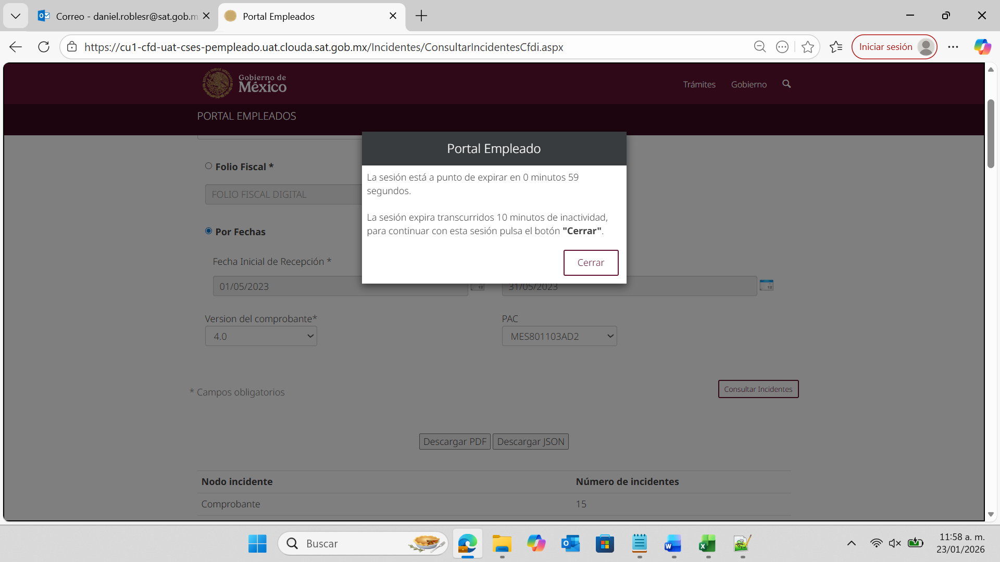 Correo - daniel.roblesr@sat.gob.m
Portal Empleados
https://cu1-cfd-uat-cses-pempleado.uat.clouda.sat.gob.mx/Incidentes/ConsultarIncidentesCfdi.aspx
Iniciar sesión
Gobierno de
México
Trámites
Gobierno
PORTAL EMPLEADOS
Portal Empleado
La sesión está a punto de expirar en 0 minutos 59
segundos.
La sesión expira transcurridos 10 minutos de inactividad,
para continuar con esta sesión pulsa el botón "Cerrar".
Cerrar
Folio Fiscal *
FOLIO FISCAL DIGITAL
Por Fechas
Fecha Inicial de Recepción *
01/05/2023
31/05/2023
Version del comprobante*
PAC
4.0
MES801103AD2
* Campos obligatorios
Consultar Incidentes
Descargar PDF
Descargar JSON
Nodo incidente
Número de incidentes
Comprobante
15
Buscar
11:58 a. m.
23/01/2026